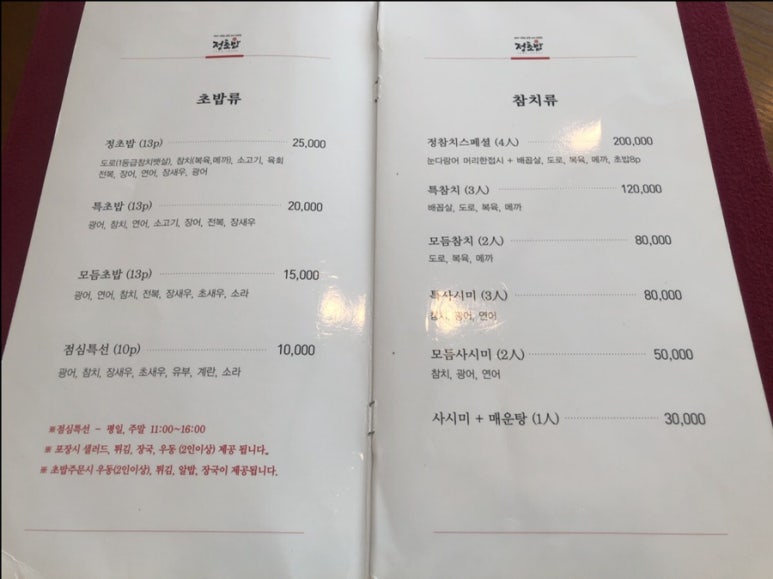 정초밥
초밥류
정초밥 (13p) 25,000
도로(1등급참치뱃살), 참치(복육,메까), 소고기, 육회
전복, 장어, 연어, 장새우, 광어
특초밥 (13p) 20,000
광어, 참치, 연어, 소고기, 장어, 전복, 장새우
모듬초밥 (13p) 15,000
광어, 연어, 참치, 전복, 장새우, 초새우, 소라
점심특선 (10p) 10,000
광어, 참치, 장새우, 초새우, 유부, 계란, 소라
※점심특선 - 평일, 주말 11:00~16:00
※ 포장시 샐러드, 튀김, 장국, 우동 (2인이상) 제공 됩니다.
※ 초밥주문시 우동(2인이상), 튀김, 알밥, 장국이 제공됩니다.
정초밥
참치류
정참치스페셜 (4人) 200,000
눈다랑어 머리한접시 + 배꼽살, 도로, 복육, 메까, 초밥8p
특참치 (3人) 120,000
배꼽살, 도로, 복육, 메까
모듬참치 (2人) 80,000
도로, 복육, 메까
특사시미 (3人) 80,000
참치, 광어, 연어
모듬사시미 (2人) 50,000
참치, 광어, 연어
사시미 + 매운탕 (1人) 30,000